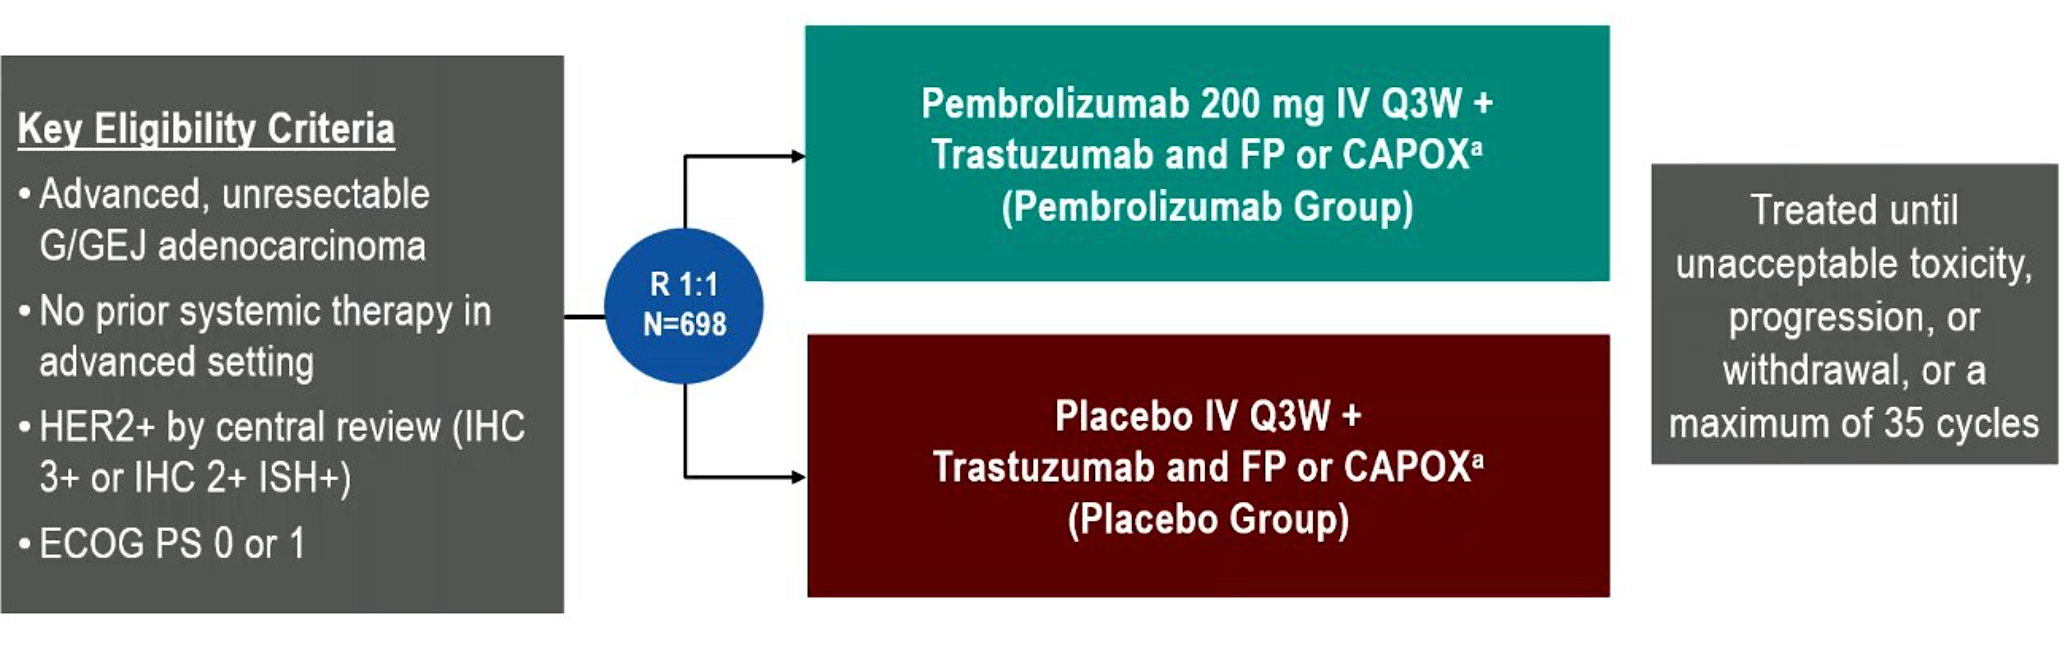 Key Eligibility Criteria
• Advanced, unresectable
G/GEJ adenocarcinoma
• No prior systemic therapy in
advanced setting
• HER2+ by central review (IHC
3+ or IHC 2+ ISH+)
• ECOG PS 0 or 1
R 1:1
N=698
Pembrolizumab 200 mg IV Q3W +
Trastuzumab and FP or CAPOXᵃ
(Pembrolizumab Group)
Placebo IV Q3W +
Trastuzumab and FP or CAPOXᵃ
(Placebo Group)
Treated until
unacceptable toxicity,
progression, or
withdrawal, or a
maximum of 35 cycles